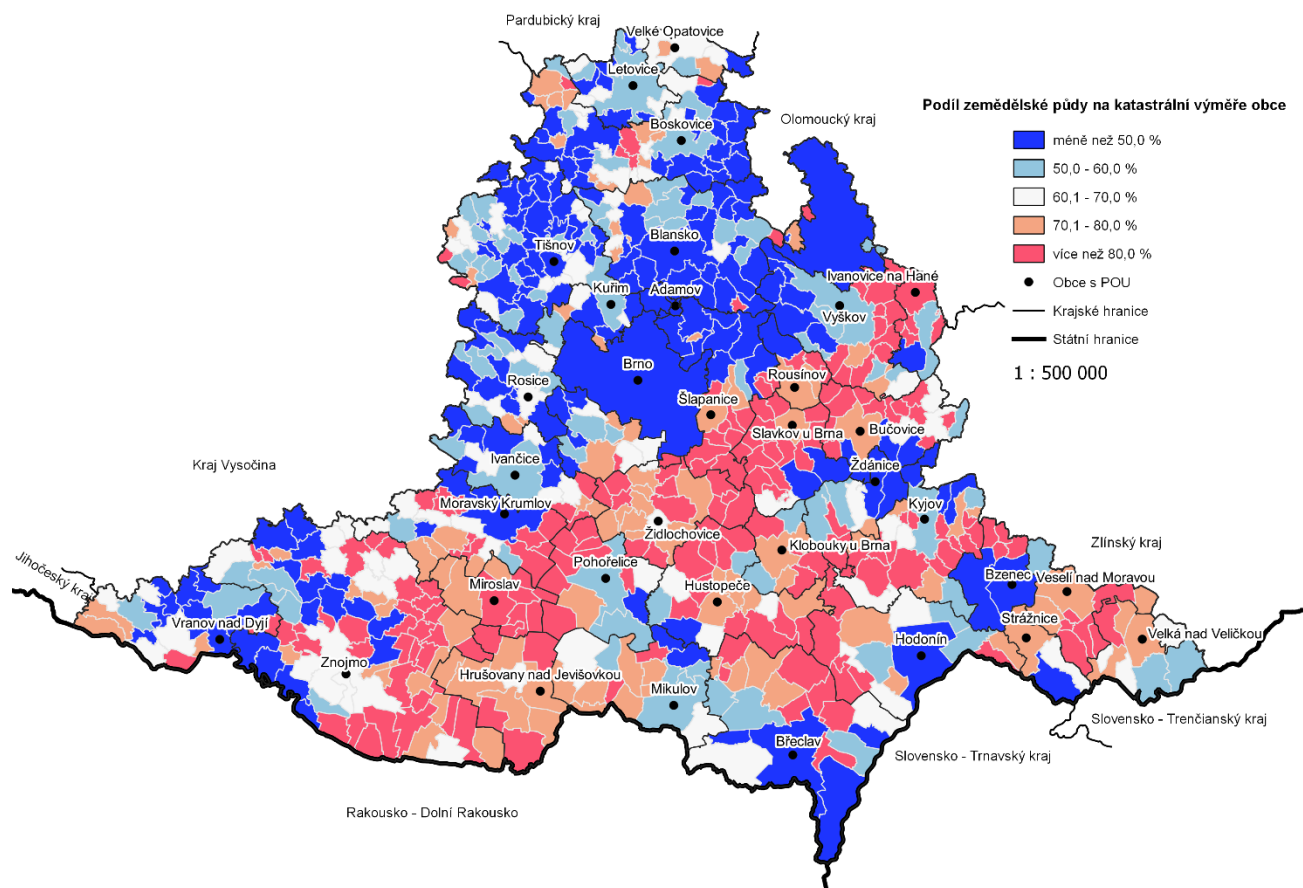 Pardubický kraj
Velké Opatovice
Letovice
Podíl zemědělské půdy na katastrální výměře obce
Olomoucký kraj
Boskovice
méně než 50,0 %
50,0 - 60,0 %
60,1 - 70,0 %
70,1 - 80,0 %
více než 80,0 %
Obce s POU
Krajské hranice
Státní hranice
1 : 500 000
Blansko
Tišnov
Ivanovice na Hané
Kuřim
Adamov
Vyškov
Brno
Rousínov
Rosice
Šlapanice
Slavkov u Brna
Bučovice
Kraj Vysočina
Ivančice
Ždánice
Moravský Krumlov
Kyjov
Židlochovice
Klobouky u Brna
Zlínský kraj
Jihočeský kraj
Pohořelice
Bzenec
Veselí nad Moravou
Miroslav
Hustopeče
Vranov nad Dyjí
Strážnice
Velká nad Veličkou
Hodonín
Znojmo
Hrušovany nad Jevišovkou
Mikulov
Slovensko - Trenčianský kraj
Břeclav
Slovensko - Trnavský kraj
Rakousko - Dolní Rakousko